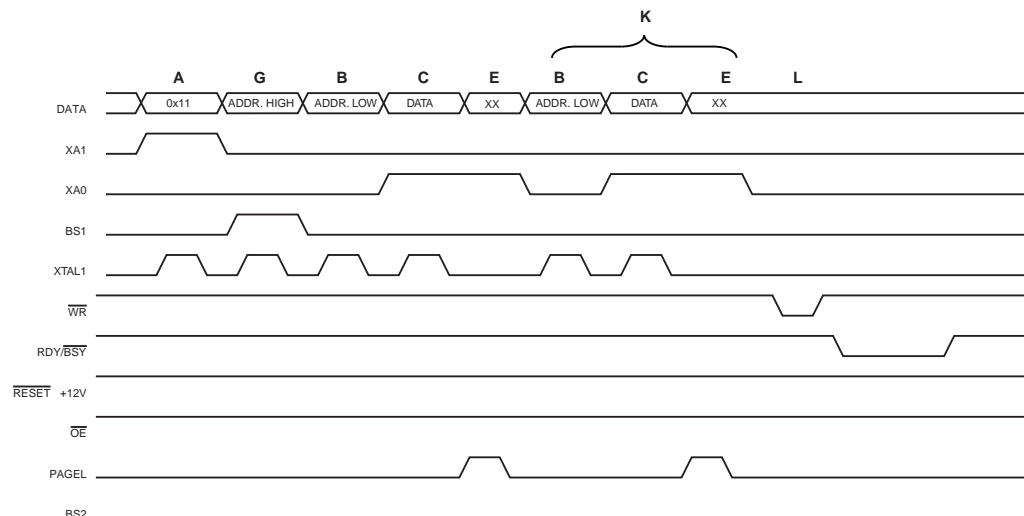 K
A G B C E B C E L
DATA 0x11 ADDR. HIGH ADDR. LOW DATA XX ADDR. LOW DATA XX
XA1
XA0
BS1
XTAL1
WR
RDY/BSY
RESET +12V
OE
PAGEL
BS2